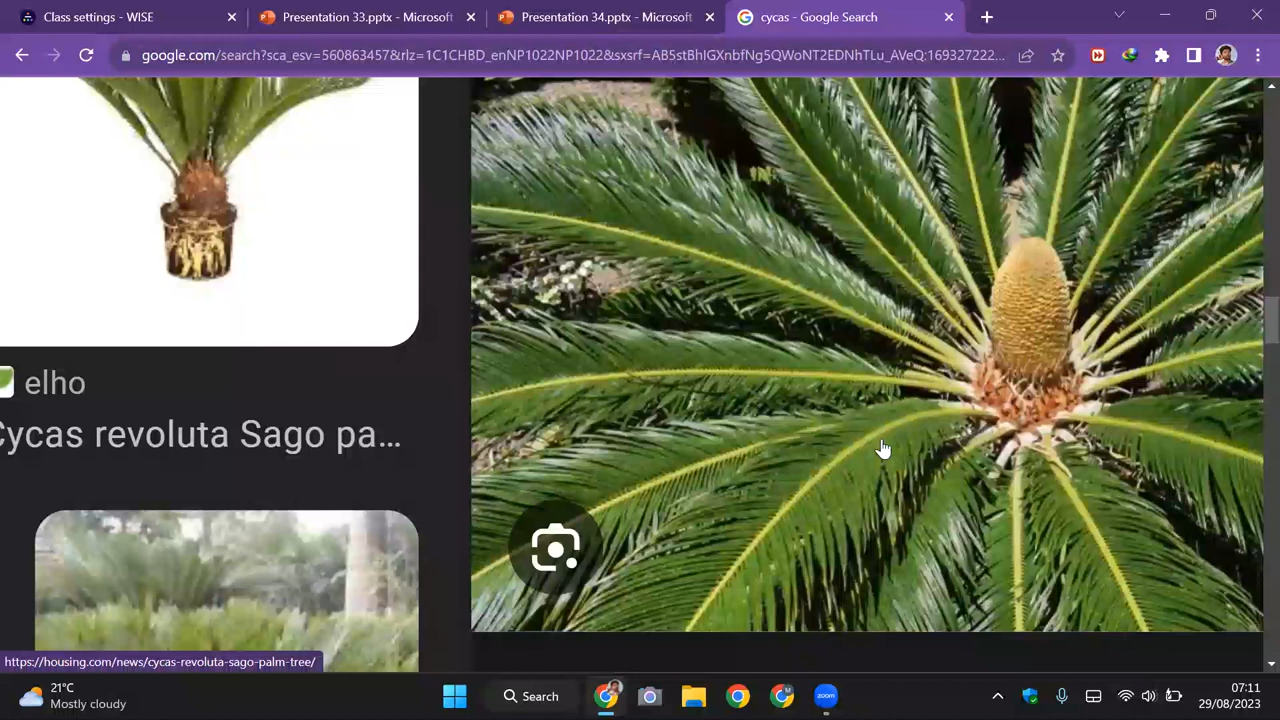 Class settings - WISE
Presentation 33.pptx - Microsoft
Presentation 34.pptx - Microsoft
cycas - Google Search
google.com/search?sca_esv=560863457&rlz=1C1CHBD_enNP1022NP1022&sxsrf=AB5stBhIGXnbfNg5QWoNT2EDNhTLu_AVeQ:169327222...
elho
Cycas revoluta Sago pa...
https://housing.com/news/cycas-revoluta-sago-palm-tree/
21°C
Mostly cloudy
Search
zoom
07:11
29/08/2023